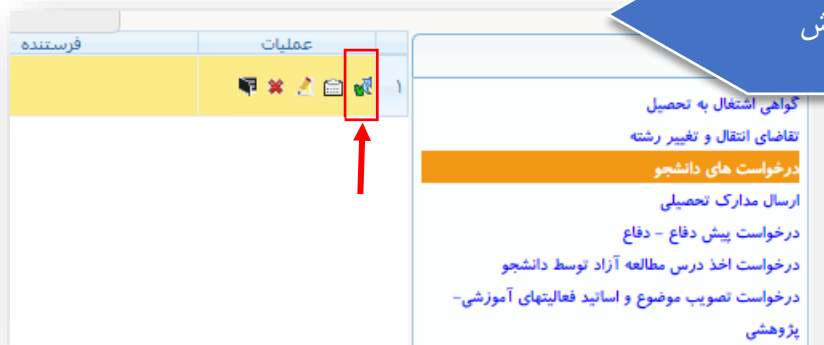 عملیات
فرستنده
۱
گواهی اشتغال به تحصیل
تقاضای انتقال و تغییر رشته
درخواست های دانشجو
ارسال مدارک تحصیلی
درخواست پیش دفاع - دفاع
درخواست اخذ درس مطالعه آزاد توسط دانشجو
درخواست تصویب موضوع و اساتید فعالیتهای آموزشی-
پژوهشی